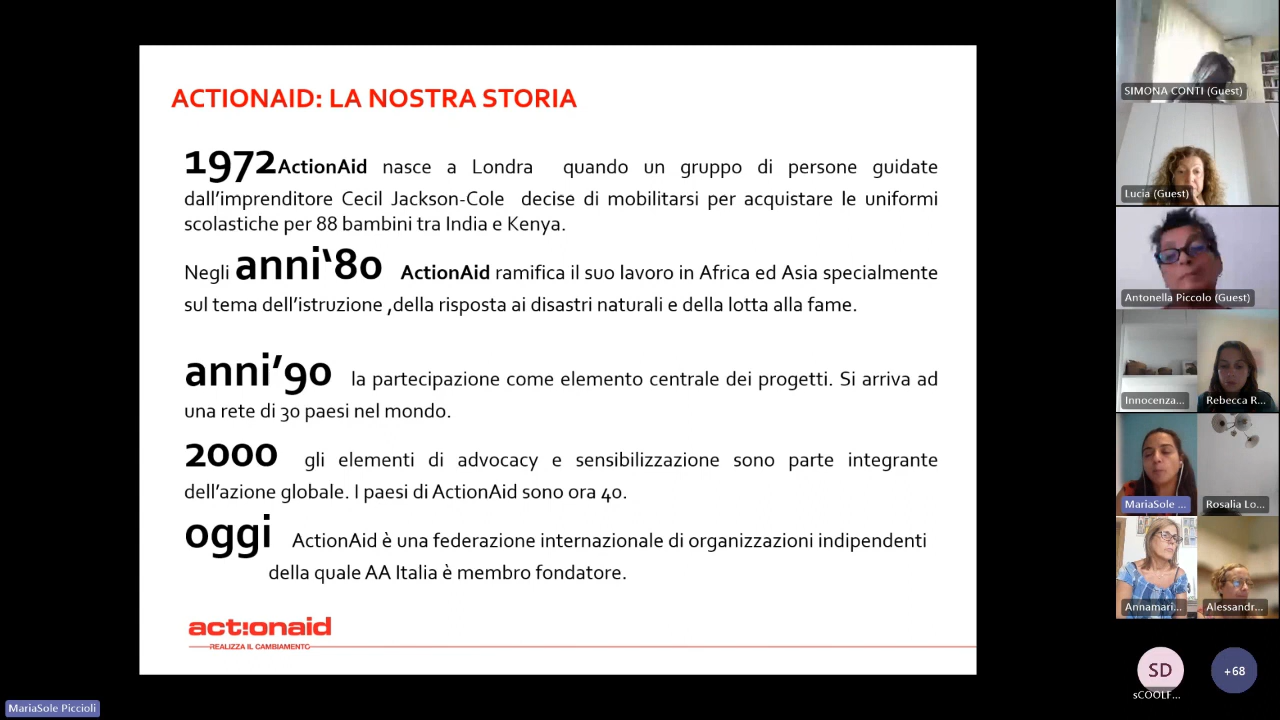 ACTIONAID: LA NOSTRA STORIA
1972 ActionAid nasce a Londra quando un gruppo di persone guidate
dall'imprenditore Cecil Jackson-Cole decise di mobilitarsi per acquistare le uniformi
scolastiche per 88 bambini tra India e Kenya.
Negli anni'80 ActionAid ramifica il suo lavoro in Africa ed Asia specialmente
sul tema dell'istruzione ,della risposta ai disastri naturali e della lotta alla fame.
anni'90 la partecipazione come elemento centrale dei progetti. Si arriva ad
una rete di 30 paesi nel mondo.
2000 gli elementi di advocacy e sensibilizzazione sono parte integrante
dell'azione globale. I paesi di ActionAid sono ora 40.
oggi ActionAid è una federazione internazionale di organizzazioni indipendenti
della quale AA Italia è membro fondatore.
act!onaid
REALIZZA IL CAMBIAMENTO
MariaSole Piccioli
SIMONA CONTI (Guest)
Lucia (Guest)
Antonella Piccolo (Guest)
Innocenza...
Rebecca R...
MariaSole ...
Rosalia Lo...
Annamari...
Alessandr...
SD
sCOOLF...
+68